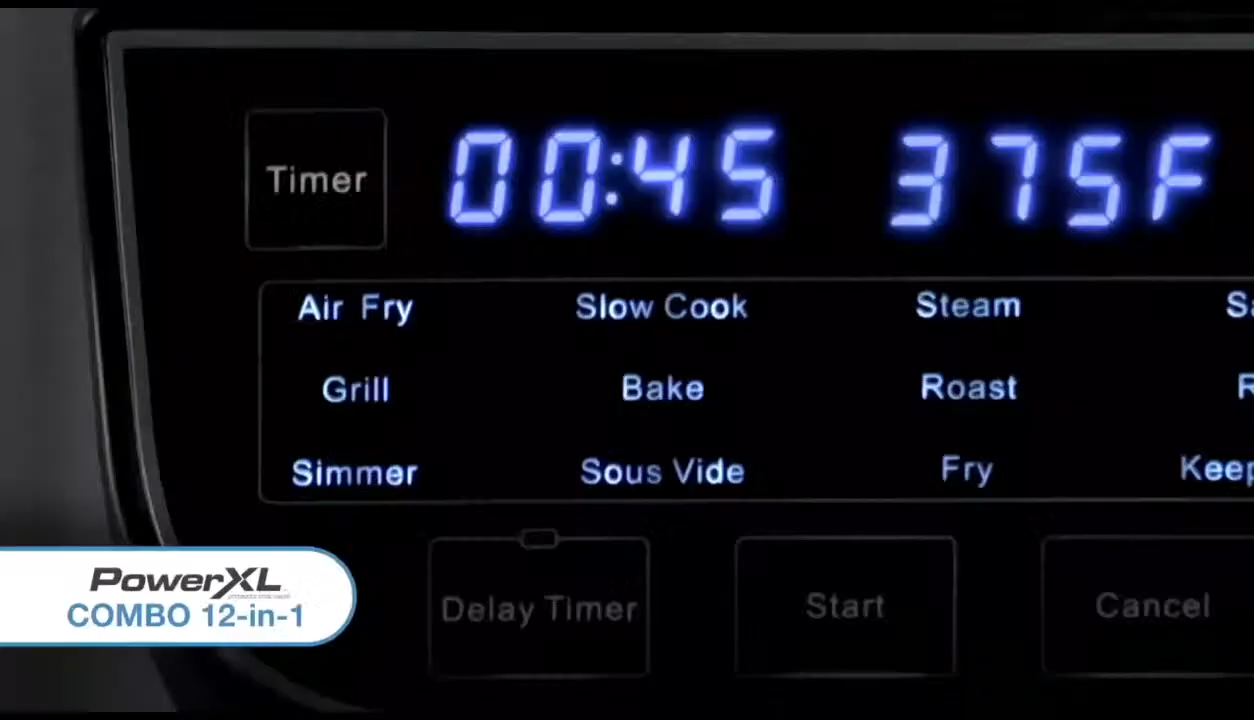 Timer 00:45 375F
Air Fry Slow Cook Steam
Grill Bake Roast
Simmer Sous Vide Fry Keep
Delay Timer Start Cancel
PowerXL
COMBO 12-in-1